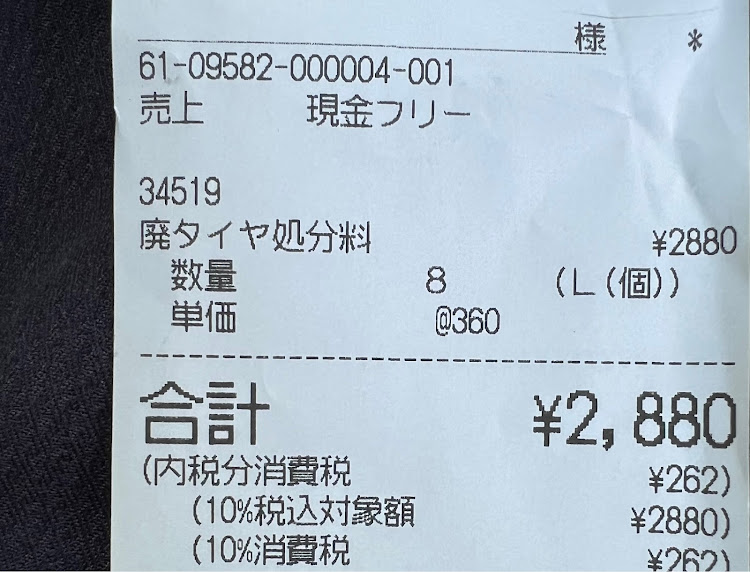 様 *
61-09582-000004-001
売上 現金フリー
34519
廃タイヤ処分料 ¥2880
数量 8 (L(個))
単価 @360
合計 ¥2,880
(内税分消費税 ¥262)
(10%税込対象額 ¥2880)
(10%消費税 ¥262)